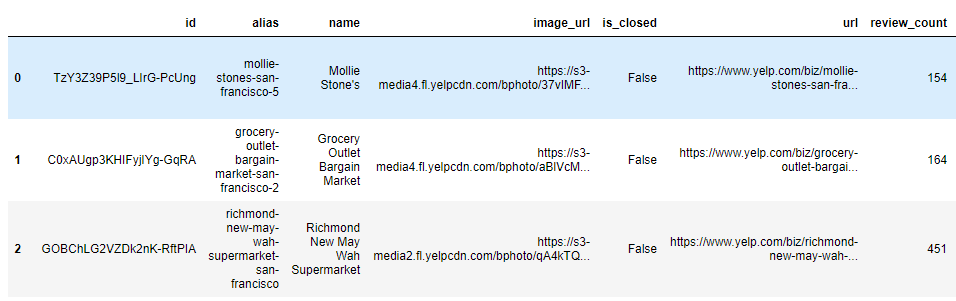 id alias name image_url is_closed url review_count
0 TzY3Z39P5l9_LIrG-PcUng mollie-stones-san-francisco-5 Mollie Stone's https://s3-media4.fl.yelpcdn.com/bphoto/37vIMF... False https://www.yelp.com/biz/mollie-stones-san-fra... 154
1 C0xAUgp3KHIFyjlYg-GqRA grocery-outlet-bargain-market-san-francisco-2 Grocery Outlet Bargain Market https://s3-media4.fl.yelpcdn.com/bphoto/aBlVcM... False https://www.yelp.com/biz/grocery-outlet-bargai... 164
2 GOBChLG2VZDk2nK-RftPIA richmond-new-may-wah-supermarket-san-francisco Richmond New May Wah Supermarket https://s3-media2.fl.yelpcdn.com/bphoto/qA4kTQ... False https://www.yelp.com/biz/richmond-new-may-wah-... 451